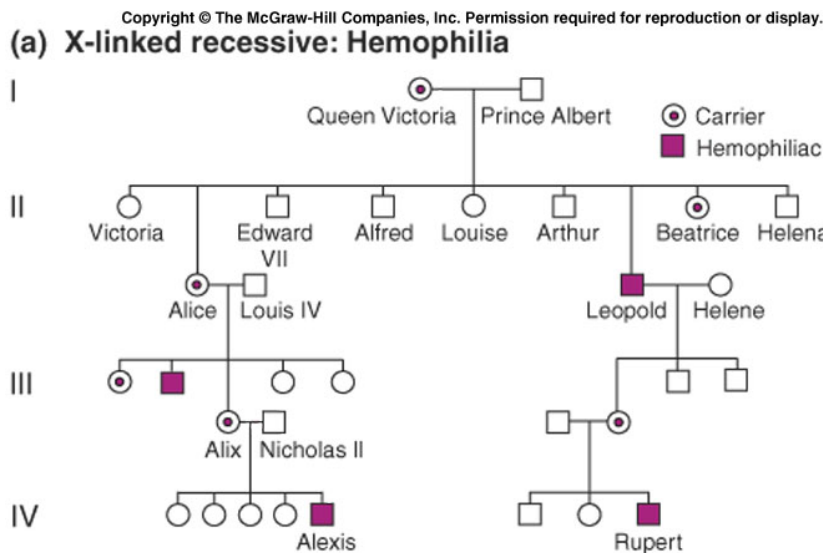 Copyright © The McGraw-Hill Companies, Inc. Permission required for reproduction or display.
(a) X-linked recessive: Hemophilia
I
Queen Victoria Prince Albert
Carrier
Hemophiliac
II
Victoria Edward VII Alfred Louise Arthur Beatrice Helena
Alice Louis IV Leopold Helene
III
Alix Nicholas II
IV
Alexis Rupert